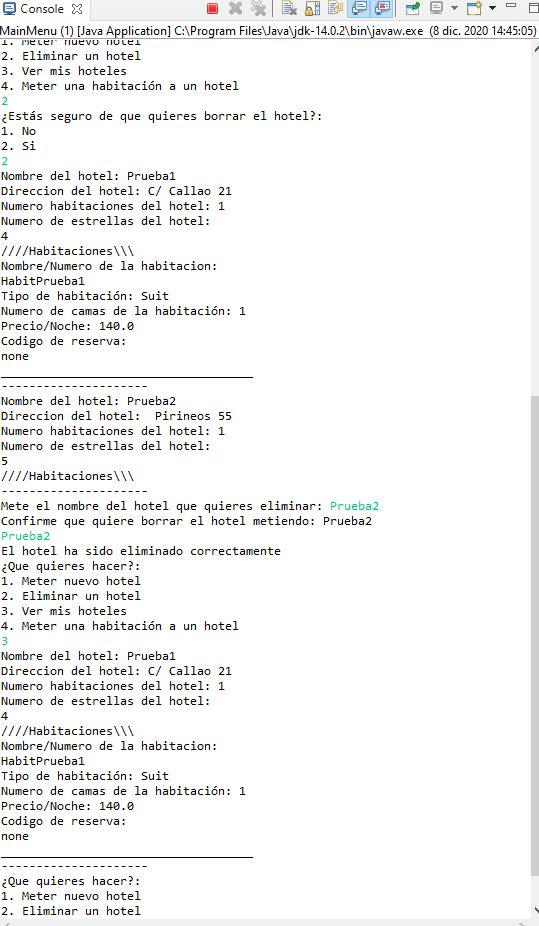 Console
MainMenu (1) [Java Application] C:\Program Files\Java\jdk-14.0.2\bin\javaw.exe (8 dic. 2020 14:45:05)
1. Meter nuevo hotel
2. Eliminar un hotel
3. Ver mis hoteles
4. Meter una habitación a un hotel
2
¿Estás seguro de que quieres borrar el hotel?:
1. No
2. Si
2
Nombre del hotel: Prueba1
Direccion del hotel: C/ Callao 21
Numero habitaciones del hotel: 1
Numero de estrellas del hotel:
4
////Habitaciones\\\
Nombre/Numero de la habitacion:
HabitPrueba1
Tipo de habitación: Suit
Numero de camas de la habitación: 1
Precio/Noche: 140.0
Codigo de reserva:
none
___________________________________
---------------------
Nombre del hotel: Prueba2
Direccion del hotel:  Pirineos 55
Numero habitaciones del hotel: 1
Numero de estrellas del hotel:
5
////Habitaciones\\\
---------------------
Mete el nombre del hotel que quieres eliminar: Prueba2
Confirme que quiere borrar el hotel metiendo: Prueba2
Prueba2
El hotel ha sido eliminado correctamente
¿Que quieres hacer?:
1. Meter nuevo hotel
2. Eliminar un hotel
3. Ver mis hoteles
4. Meter una habitación a un hotel
3
Nombre del hotel: Prueba1
Direccion del hotel: C/ Callao 21
Numero habitaciones del hotel: 1
Numero de estrellas del hotel:
4
////Habitaciones\\\
Nombre/Numero de la habitacion:
HabitPrueba1
Tipo de habitación: Suit
Numero de camas de la habitación: 1
Precio/Noche: 140.0
Codigo de reserva:
none
___________________________________
---------------------
¿Que quieres hacer?:
1. Meter nuevo hotel
2. Eliminar un hotel